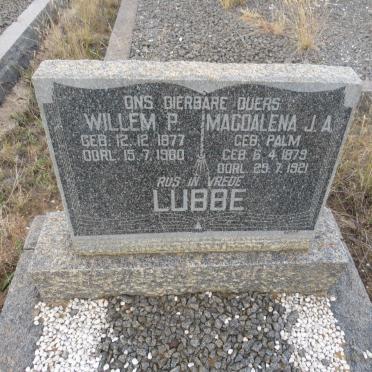 ONS DIERBARE OUERS
WILLEM P.
GEB. 12. 12. 1877
OORL. 15. 7. 1960
MAGDALENA J. A.
GEB. PALM
GEB. 6. 4. 1879
OORL. 29. 7. 1921
RUS IN VREDE
LUBBE